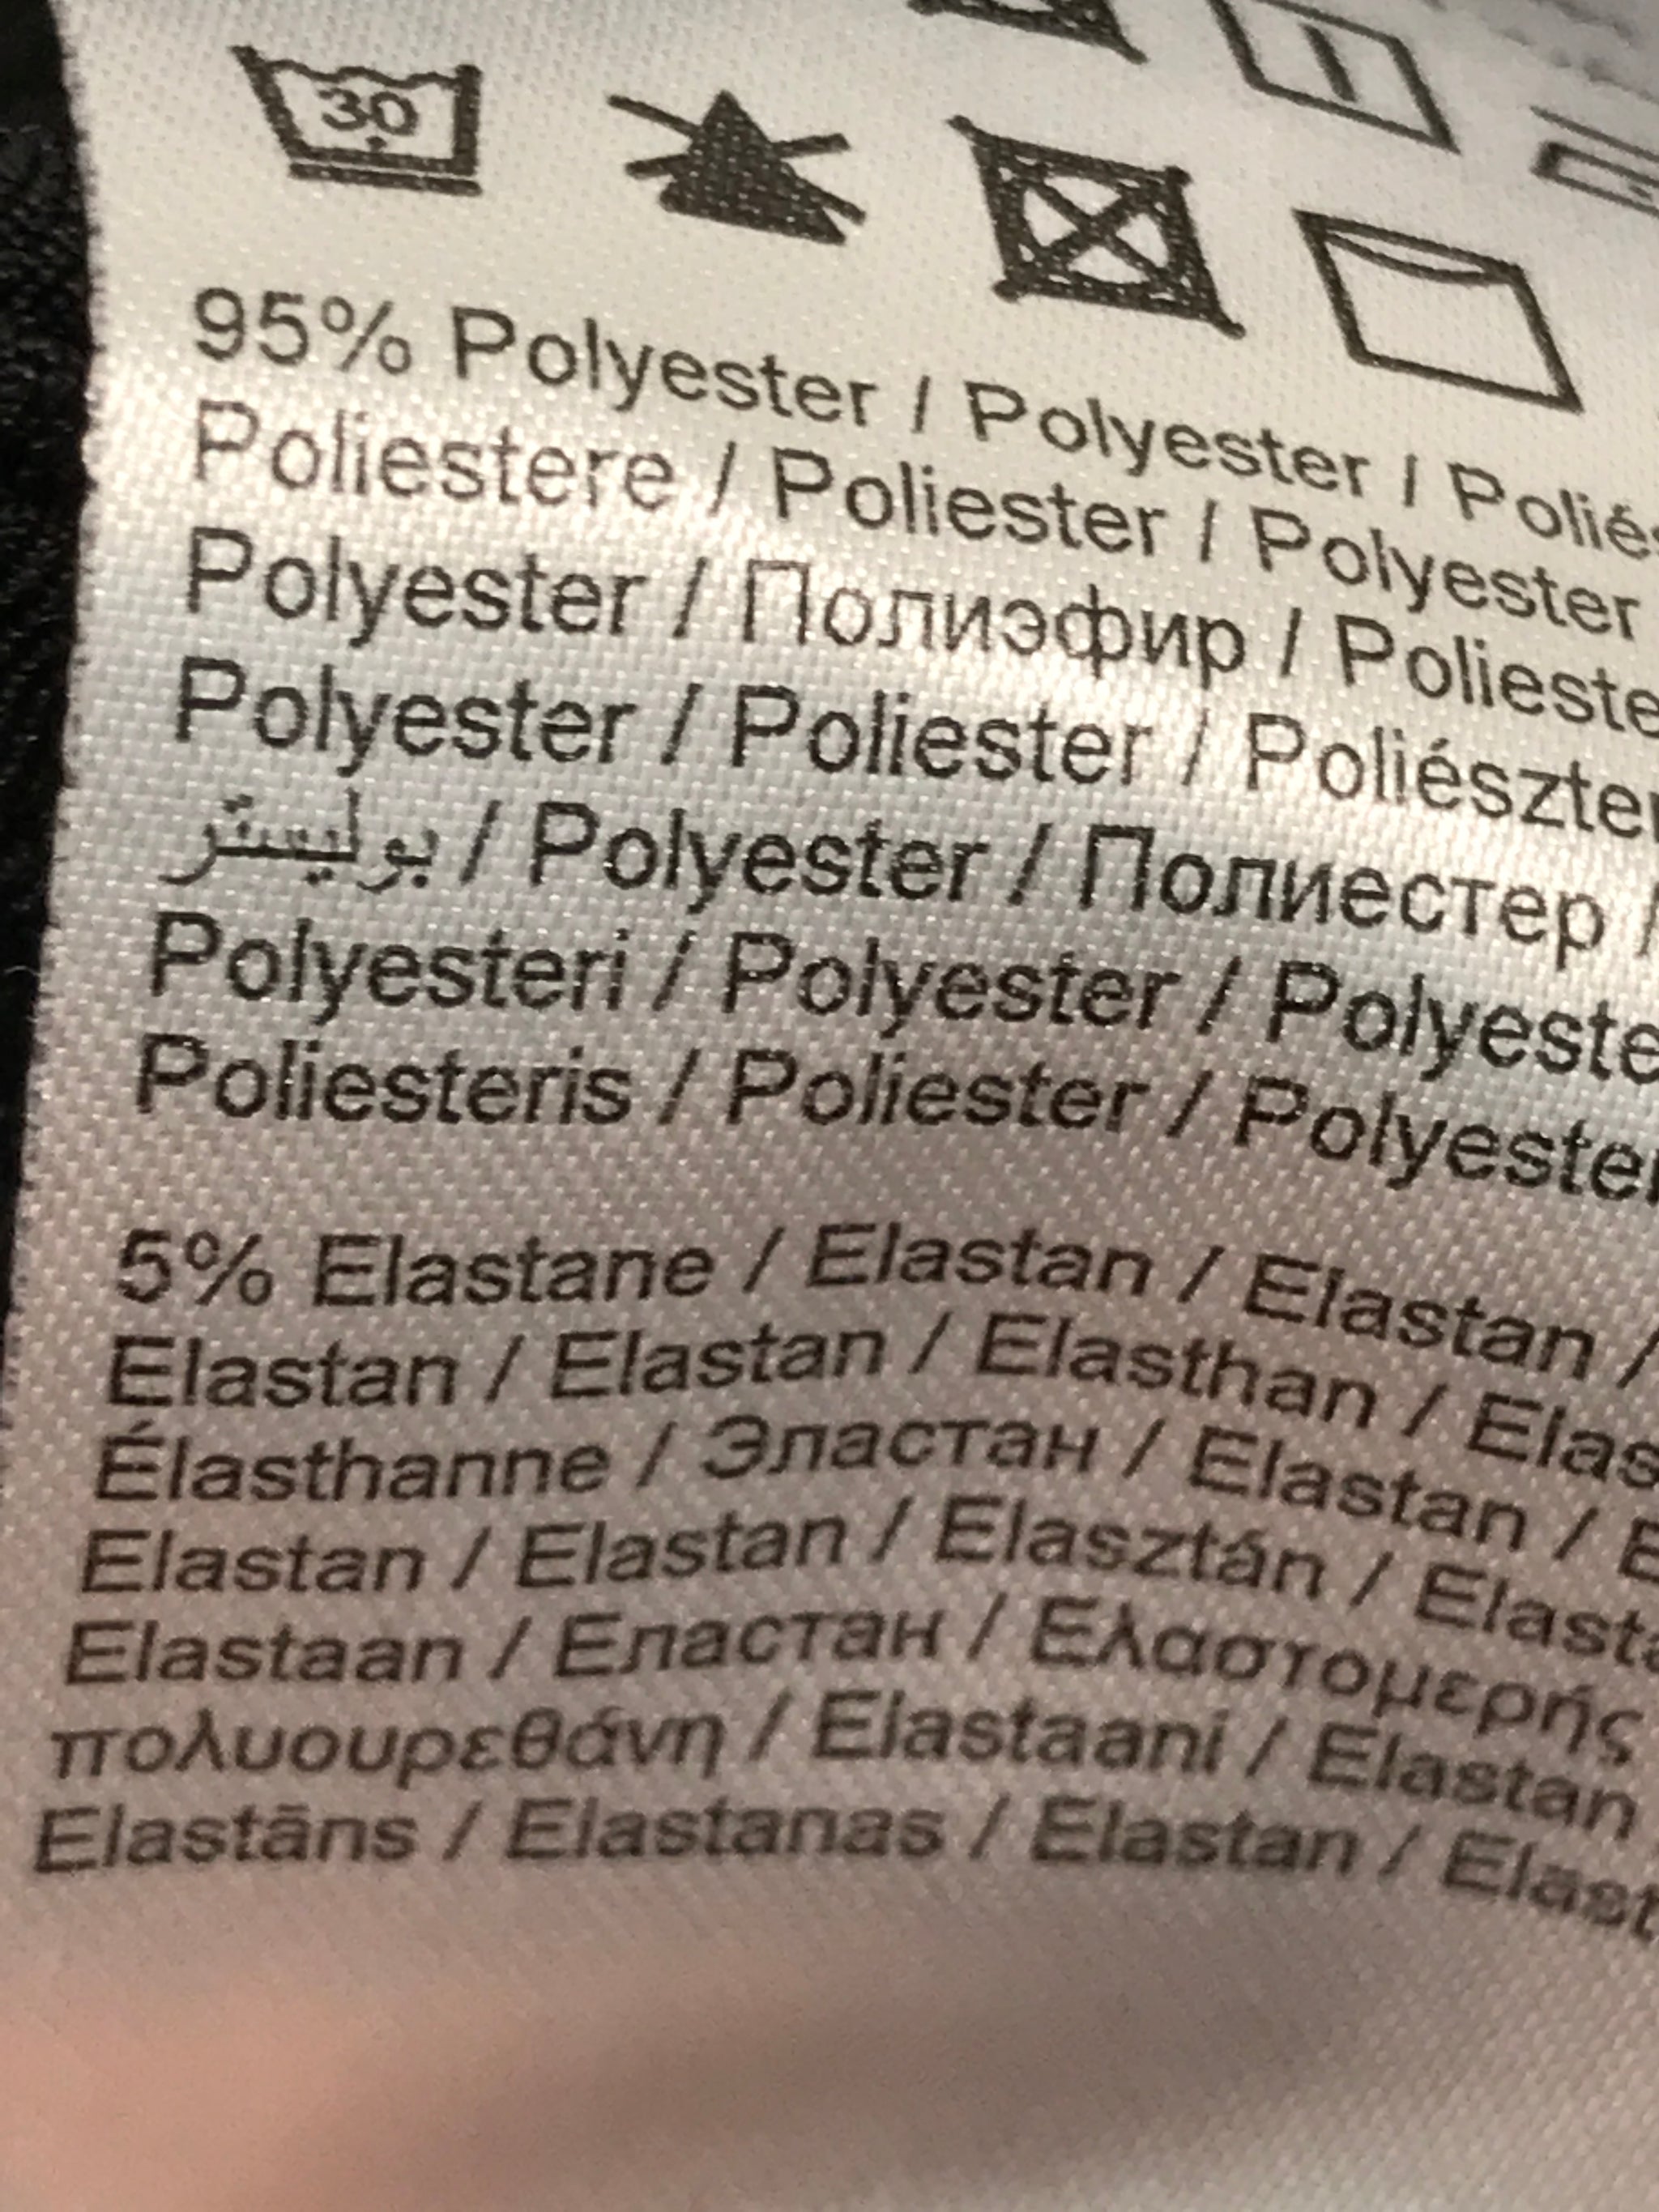 30
95% Polyester / Polyester / Poliés
Poliestere / Poliester / Polyester
Polyester / Полиэфир / Polieste
Polyester / Poliester / Poliészter
بوليستر / Polyester / Полиестер /
Polyesteri / Polyester / Polyeste
Poliesteris / Poliester / Polyester
5% Elastane / Elastan / Elastan /
Elastan / Elastan / Elasthan / Elas
Élasthanne / Эластан / Elastan / E
Elastan / Elastan / Elasztán / Elasta
Elastaan / Еластан / Ελαστομερής
πολυουρεθάνη / Elastaani / Elastan
Elastāns / Elastanas / Elastan / Elast